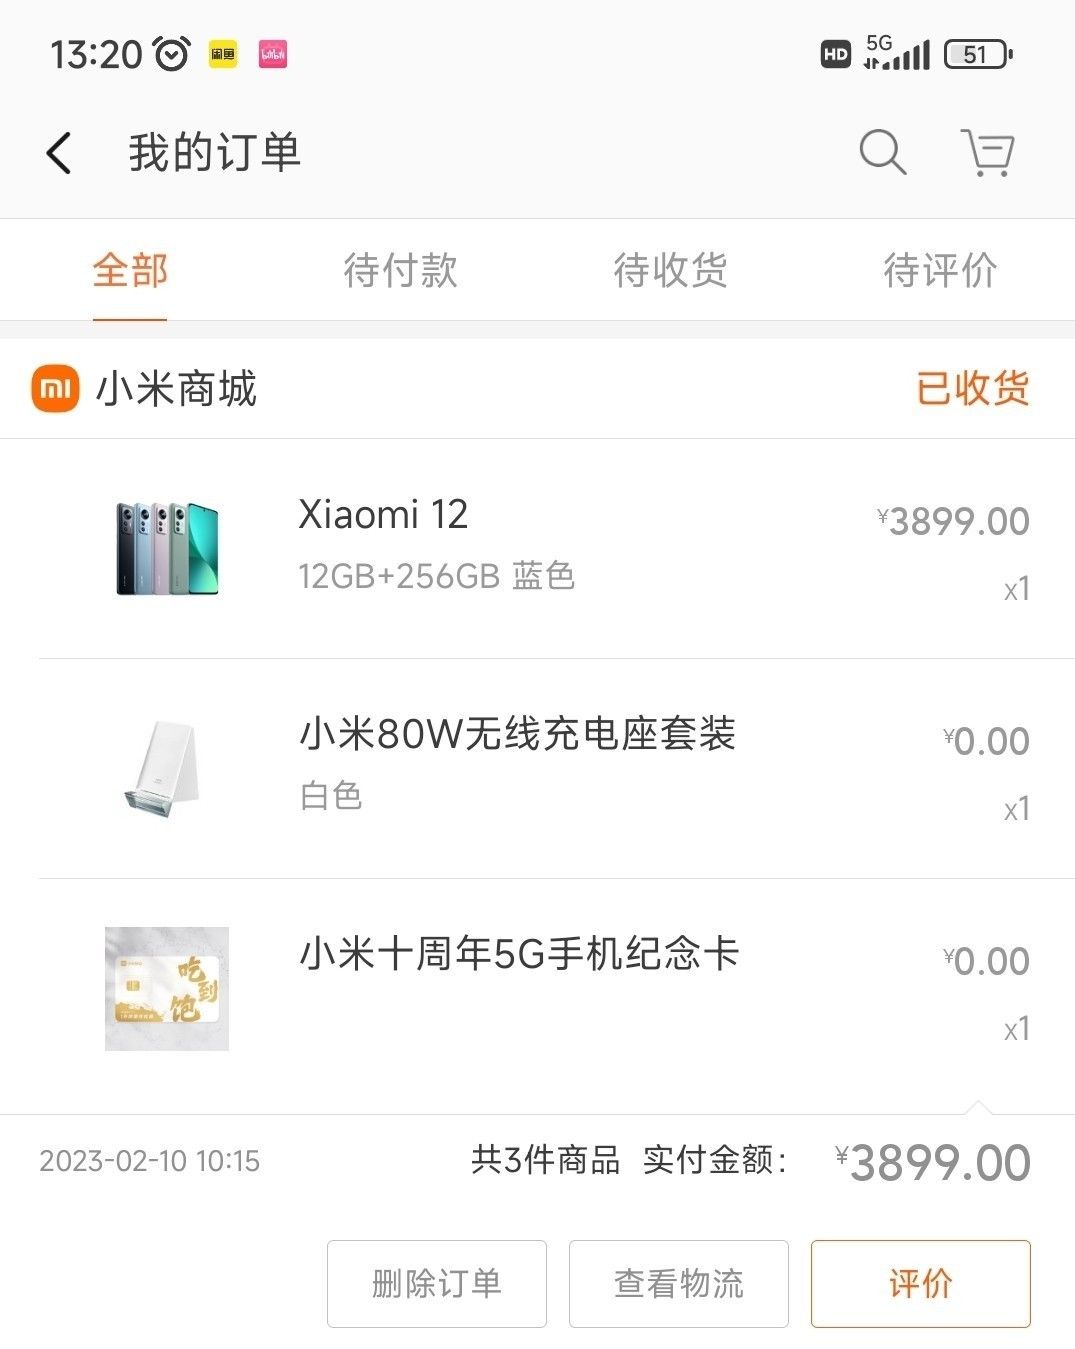 13:20 闲鱼 bilibili HD 5G 51
我的订单
全部 待付款 待收货 待评价
mi 小米商城 已收货
Xiaomi 12 ¥3899.00
12GB+256GB 蓝色 x1
小米80W无线充电座套装 ¥0.00
白色 x1
小米十周年5G手机纪念卡 ¥0.00
吃到饱
x1
2023-02-10 10:15 共3件商品 实付金额: ¥3899.00
删除订单 查看物流 评价